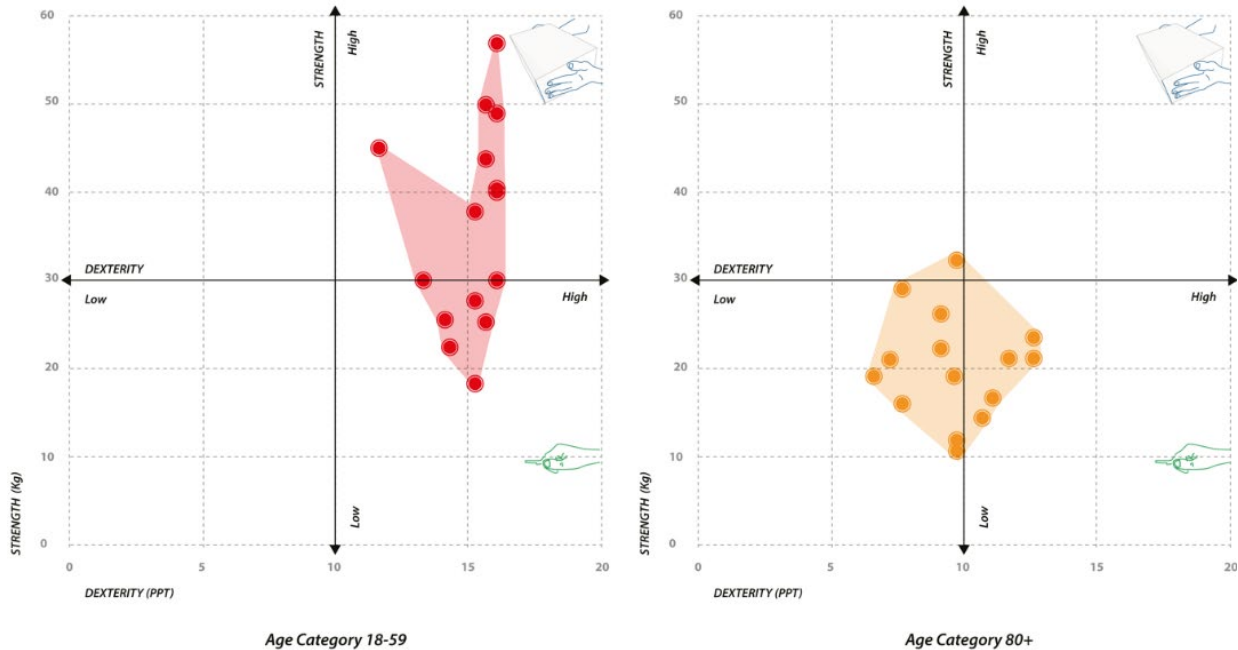 60
STRENGTH
High
50
40
DEXTERITY
30
Low
High
20
10
STRENGTH (Kg)
Low
0
0
5
10
15
20
DEXTERITY (PPT)
Age Category 18-59
60
STRENGTH
High
50
40
DEXTERITY
30
Low
High
20
10
STRENGTH (Kg)
Low
0
0
5
10
15
20
DEXTERITY (PPT)
Age Category 80+